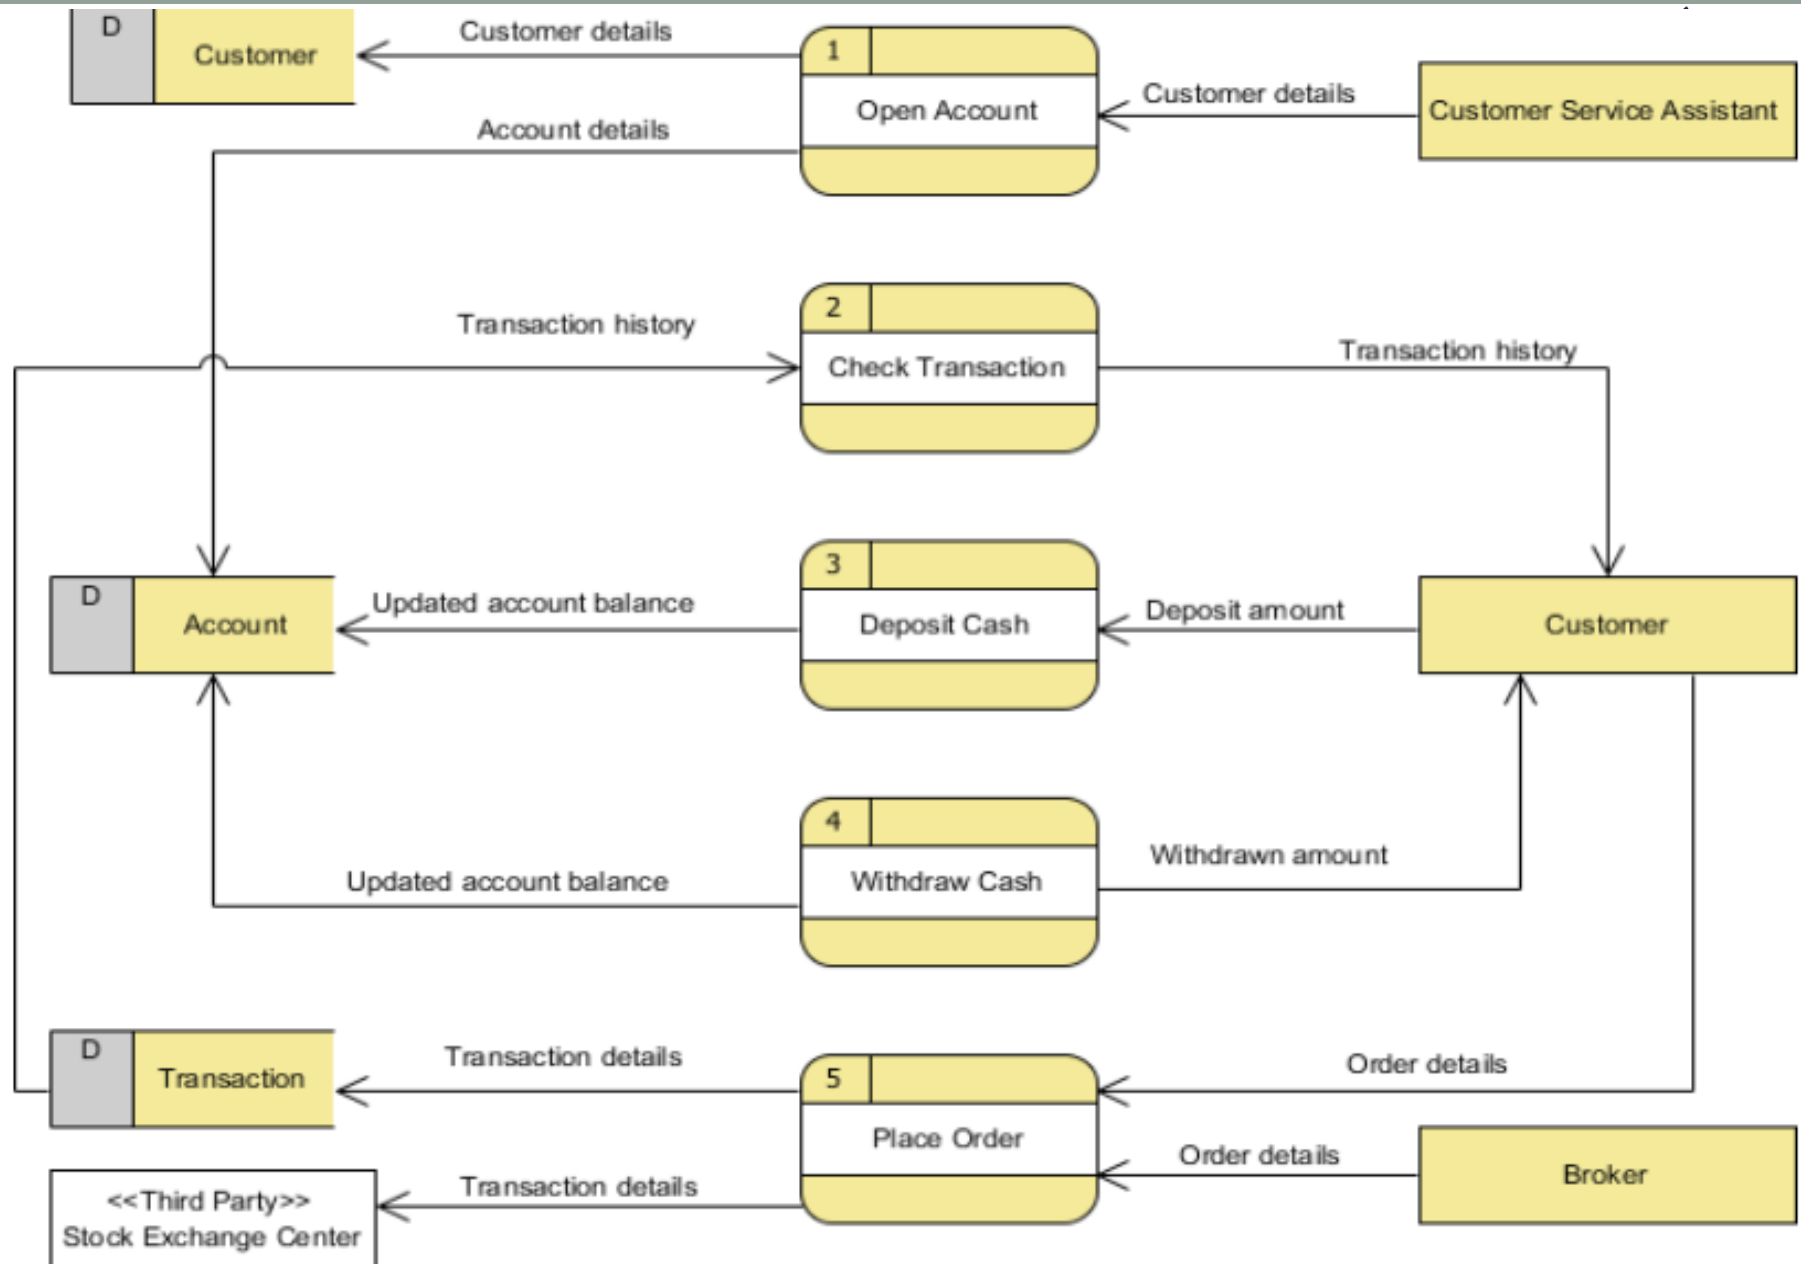 D
Customer
Customer details
1
Open Account
Customer details
Customer Service Assistant
Account details
2
Transaction history
Check Transaction
Transaction history
3
D
Account
Updated account balance
Deposit Cash
Deposit amount
Customer
4
Updated account balance
Withdraw Cash
Withdrawn amount
D
Transaction
Transaction details
5
Place Order
Order details
Order details
Broker
<<Third Party>>
Stock Exchange Center
Transaction details